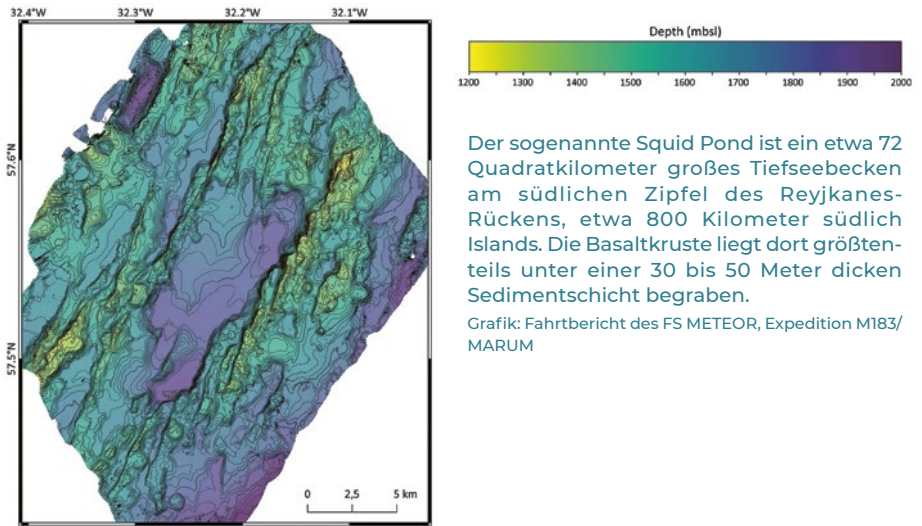 32.4°W 32.3°W 32.2°W 32.1°W
57.6°N
57.5°N
0 2,5 5 km
Depth (mbsl)
1200 1300 1400 1500 1600 1700 1800 1900 2000
Der sogenannte Squid Pond ist ein etwa 72
Quadratkilometer großes Tiefseebecken
am südlichen Zipfel des Reyjkanes-
Rückens, etwa 800 Kilometer südlich
Islands. Die Basaltkruste liegt dort größten-
teils unter einer 30 bis 50 Meter dicken
Sedimentschicht begraben.
Grafik: Fahrtbericht des FS METEOR, Expedition M183/
MARUM